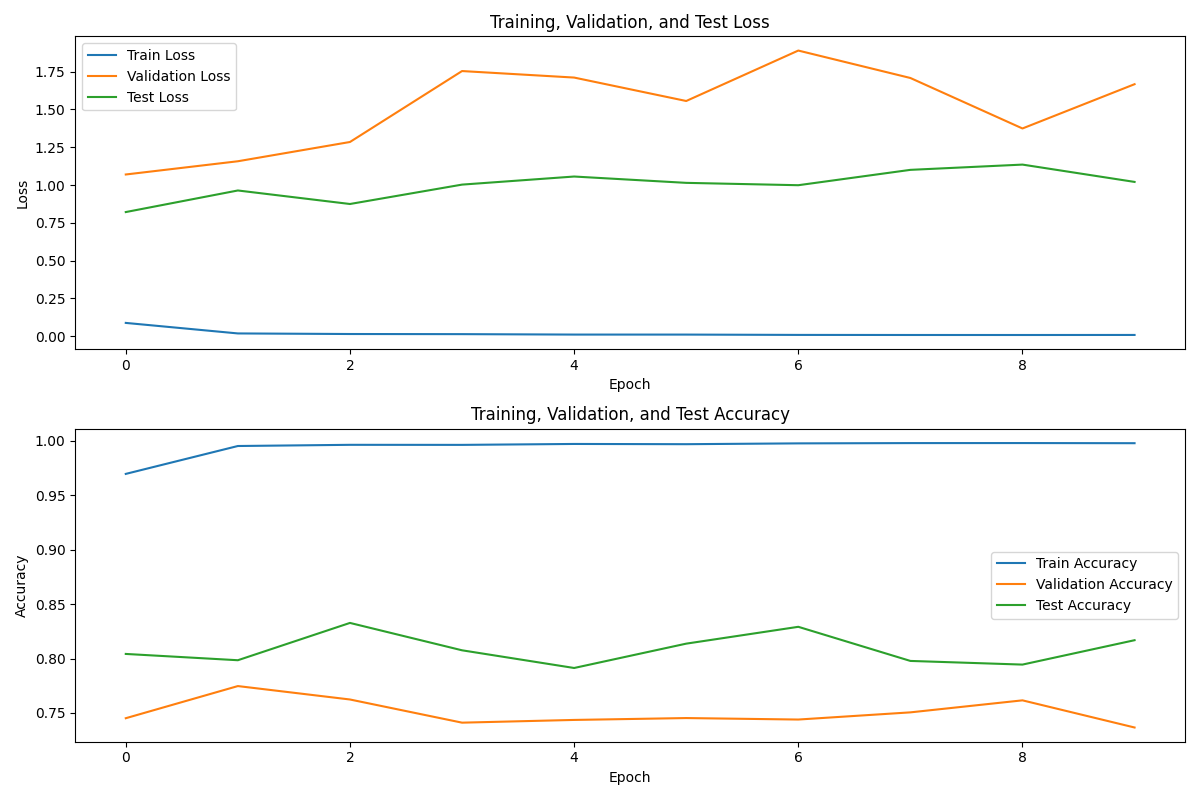 Training, Validation, and Test Loss
Train Loss
Validation Loss
Test Loss
1.75
1.50
1.25
1.00
0.75
0.50
0.25
0.00
Loss
0 2 4 6 8
Epoch
Training, Validation, and Test Accuracy
1.00
0.95
0.90
0.85
0.80
0.75
Accuracy
Train Accuracy
Validation Accuracy
Test Accuracy
0 2 4 6 8
Epoch